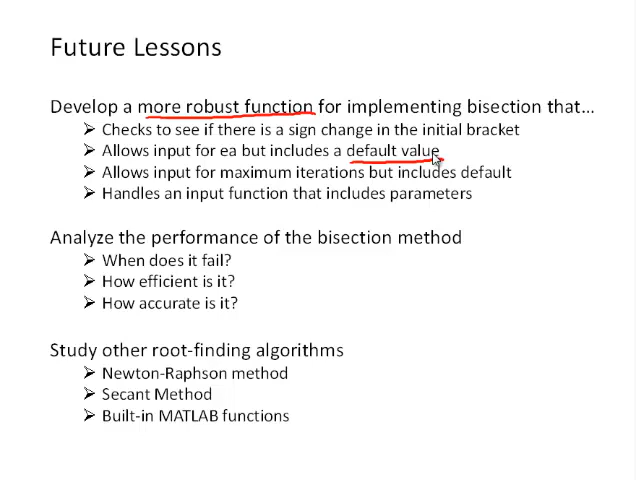 Future Lessons
Develop a more robust function for implementing bisection that...
➢ Checks to see if there is a sign change in the initial bracket
➢ Allows input for ea but includes a default value
➢ Allows input for maximum iterations but includes default
➢ Handles an input function that includes parameters
Analyze the performance of the bisection method
➢ When does it fail?
➢ How efficient is it?
➢ How accurate is it?
Study other root-finding algorithms
➢ Newton-Raphson method
➢ Secant Method
➢ Built-in MATLAB functions